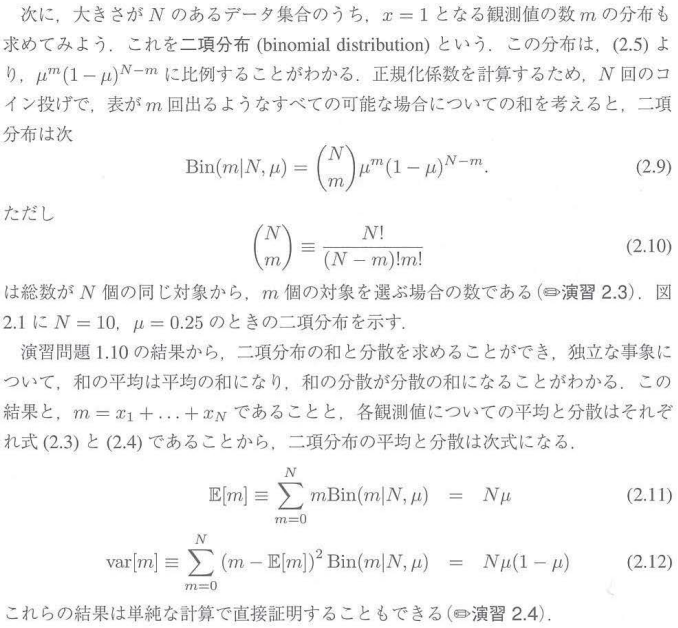 次に，大きさが N のあるデータ集合のうち，x = 1 となる観測値の数 m の分布も
求めてみよう．これを二項分布 (binomial distribution) という．この分布は，(2.5) よ
り，μ^m(1 − μ)^{N−m} に比例することがわかる．正規化係数を計算するため，N 回のコ
イン投げで，表が m 回出るようなすべての可能な場合についての和を考えると，二項
分布は次
Bin(m|N, μ) = \binom{N}{m} μ^m(1 − μ)^{N−m}. (2.9)
ただし
\binom{N}{m} ≡ \frac{N!}{(N − m)!m!} (2.10)
は総数が N 個の同じ対象から，m 個の対象を選ぶ場合の数である (✏演習 2.3)．図
2.1 に N = 10，μ = 0.25 のときの二項分布を示す．
演習問題 1.10 の結果から，二項分布の和と分散を求めることができ，独立な事象に
ついて，和の平均は平均の和になり，和の分散が分散の和になることがわかる．この
結果と，m = x_1 + ... + x_N であることと，各観測値についての平均と分散はそれぞ
れ式 (2.3) と (2.4) であることから，二項分布の平均と分散は次式になる．
𝔼[m] ≡ \sum_{m=0}^{N} mBin(m|N, μ) = Nμ (2.11)
var[m] ≡ \sum_{m=0}^{N} (m − 𝔼[m])^2 Bin(m|N, μ) = Nμ(1 − μ) (2.12)
これらの結果は単純な計算で直接証明することもできる (✏演習 2.4)．